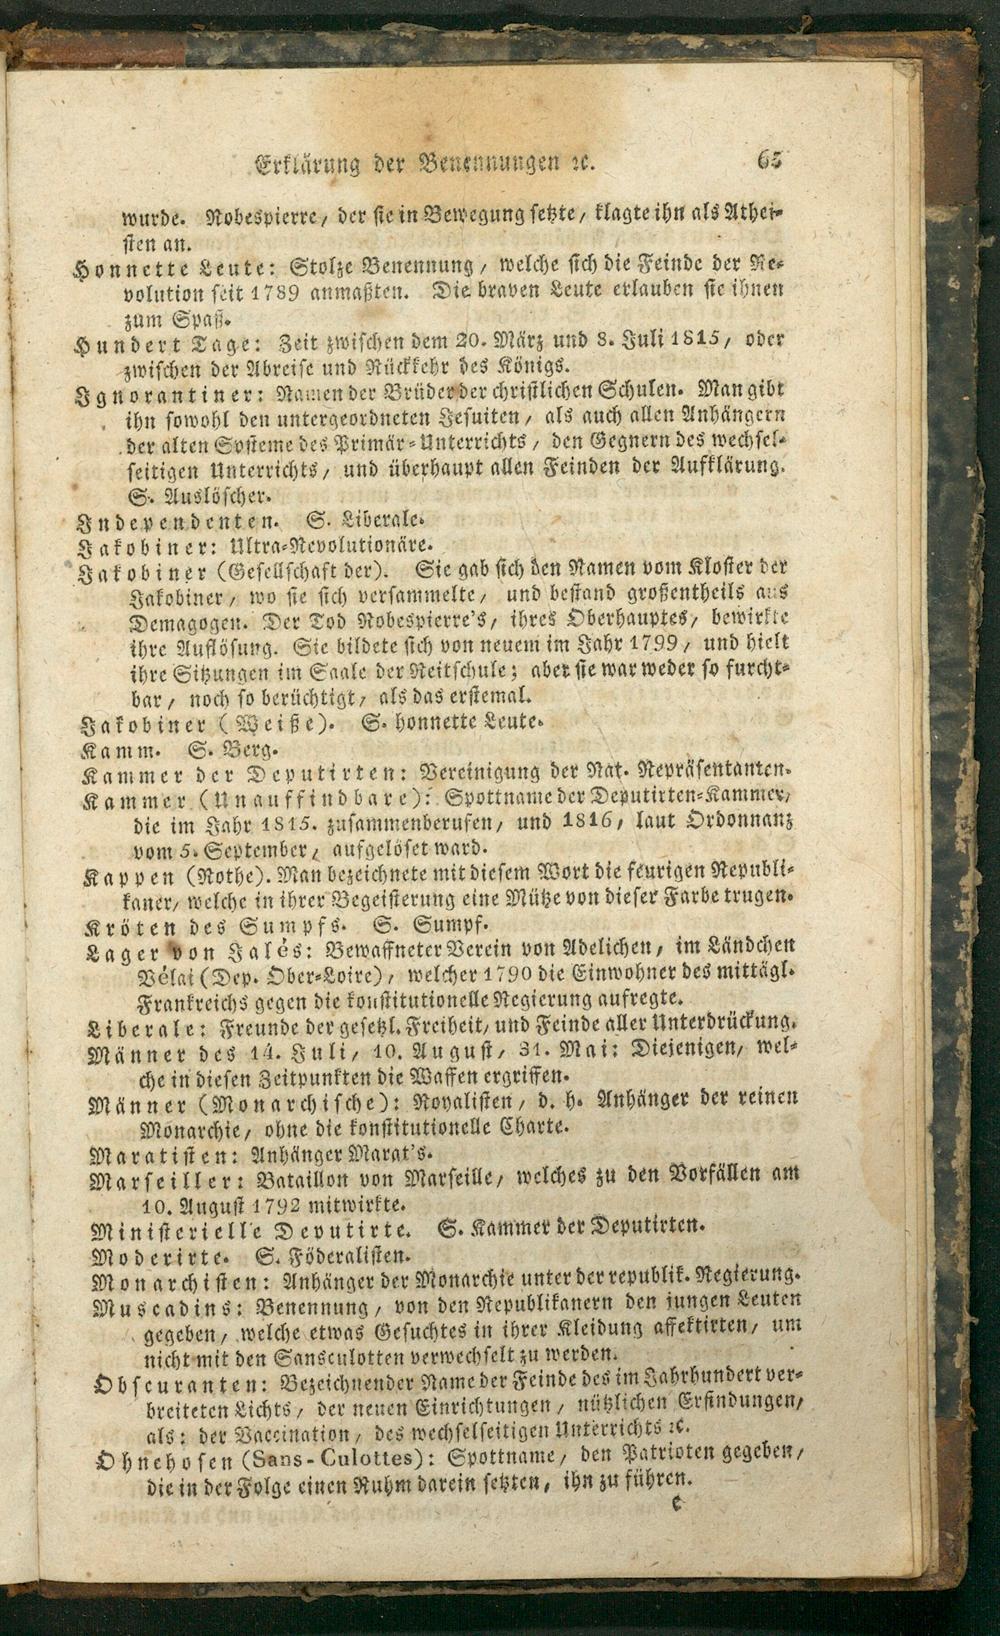 Erklärung der Benennungen ꝛc. 65
wurde. Robespierre, der sie in Bewegung setzte, klagte ihn als Athei-
sten an.
Honnette Leute: Stolze Benennung, welche sich die Feinde der Re-
volution seit 1789 anmaßten. Die braven Leute erlauben sie ihnen
zum Spaß.
Hundert Tage: Zeit zwischen dem 20. März und 8. Juli 1815, oder
zwischen der Abreise und Rückkehr des Königs.
Ignorantiner: Namen der Brüder der christlichen Schulen. Man gibt
ihn sowohl den untergeordneten Jesuiten, als auch allen Anhängern
der alten Systeme des Primär-Unterrichts, den Gegnern des wechsel-
seitigen Unterrichts, und überhaupt allen Feinden der Aufklärung.
S. Auslöscher.
Independenten. S. Liberale.
Jakobiner: Ultra-Revolutionäre.
Jakobiner (Gesellschaft der). Sie gab sich den Namen vom Kloster der
Jakobiner, wo sie sich versammelte, und bestand großentheils aus
Demagogen. Der Tod Robespierre's, ihres Oberhauptes, bewirkte
ihre Auflösung. Sie bildete sich von neuem im Jahr 1799, und hielt
ihre Sitzungen im Saale der Reitschule; aber sie war weder so furcht-
bar, noch so berüchtigt, als das erstemal.
Jakobiner (Weiße). S. honnette Leute.
Kamm. S. Berg.
Kammer der Deputirten: Vereinigung der Nat. Repräsentanten.
Kammer (Unauffindbare): Spottname der Deputirten-Kammer,
die im Jahr 1815. zusammenberufen, und 1816, laut Ordonnanz
vom 5. September, aufgelöset ward.
Kappen (Rothe). Man bezeichnete mit diesem Wort die feurigen Republi-
kaner, welche in ihrer Begeisterung eine Mütze von dieser Farbe trugen.
Kröten des Sumpfs. S. Sumpf.
Lager von Jalés: Bewaffneter Verein von Adelichen, im Ländchen
Vélai (Dep. Ober-Loire), welcher 1790 die Einwohner des mittägl.
Frankreichs gegen die konstitutionelle Regierung aufregte.
Liberale: Freunde der gesetzl. Freiheit, und Feinde aller Unterdrückung.
Männer des 14. Juli, 10. August, 31. Mai: Diejenigen, wel-
che in diesen Zeitpunkten die Waffen ergriffen.
Männer (Monarchische): Royalisten, d. h. Anhänger der reinen
Monarchie, ohne die konstitutionelle Charte.
Maratisten: Anhänger Marat's.
Marseiller: Bataillon von Marseille, welches zu den Vorfällen am
10. August 1792 mitwirkte.
Ministerielle Deputirte. S. Kammer der Deputirten.
Moderirte. S. Föderalisten.
Monarchisten: Anhänger der Monarchie unter der republik. Regierung.
Muscadins: Benennung, von den Republikanern den jungen Leuten
gegeben, welche etwas Gesuchtes in ihrer Kleidung affektirten, um
nicht mit den Sansculotten verwechselt zu werden.
Obscuranten: Bezeichnender Name der Feinde des im Jahrhundert ver-
breiteten Lichts, der neuen Einrichtungen, nützlichen Erfindungen,
als: der Vaccination, des wechselseitigen Unterrichts ꝛc.
Ohnehosen (Sans-Culottes): Spottname, den Patrioten gegeben,
die in der Folge einen Ruhm darein setzten, ihn zu führen.
e